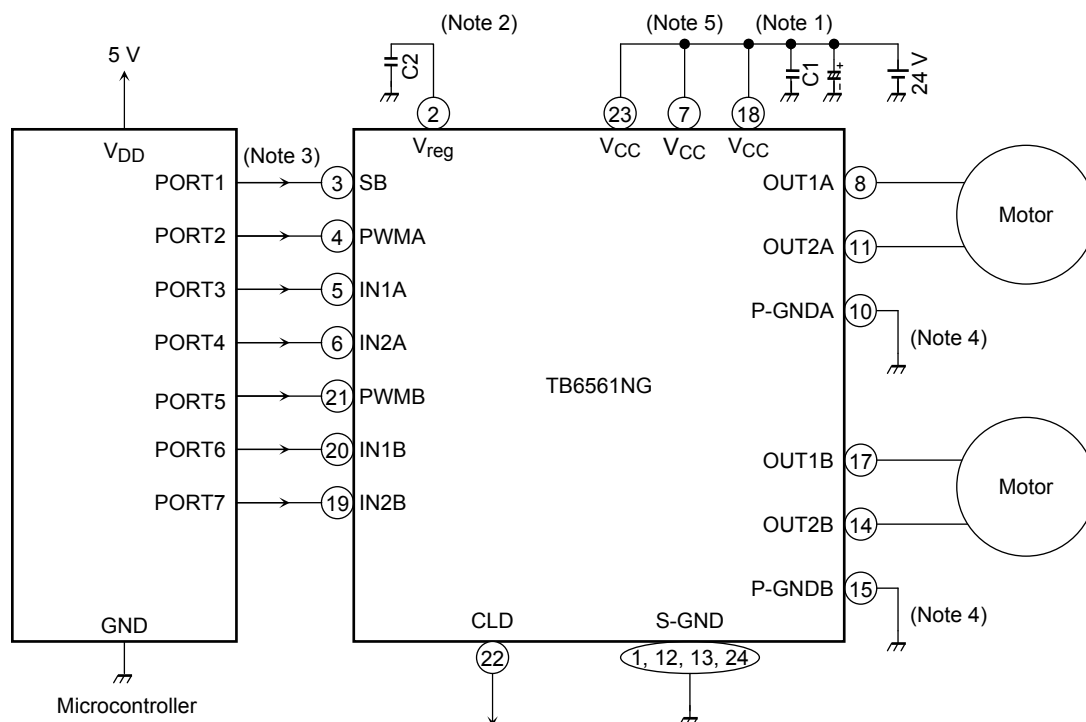 (Note 2)
(Note 5)
(Note 1)
5 V
C2
C1
24 V
2
23
7
18
VDD
(Note 3)
Vreg
VCC
VCC
VCC
PORT1
3
SB
OUT1A
8
PORT2
4
PWMA
OUT2A
11
Motor
PORT3
5
IN1A
P-GNDA
10
(Note 4)
PORT4
6
IN2A
TB6561NG
PORT5
21
PWMB
PORT6
20
IN1B
OUT1B
17
PORT7
19
IN2B
OUT2B
14
Motor
P-GNDB
15
(Note 4)
GND
CLD
S-GND
22
1, 12, 13, 24
Microcontroller